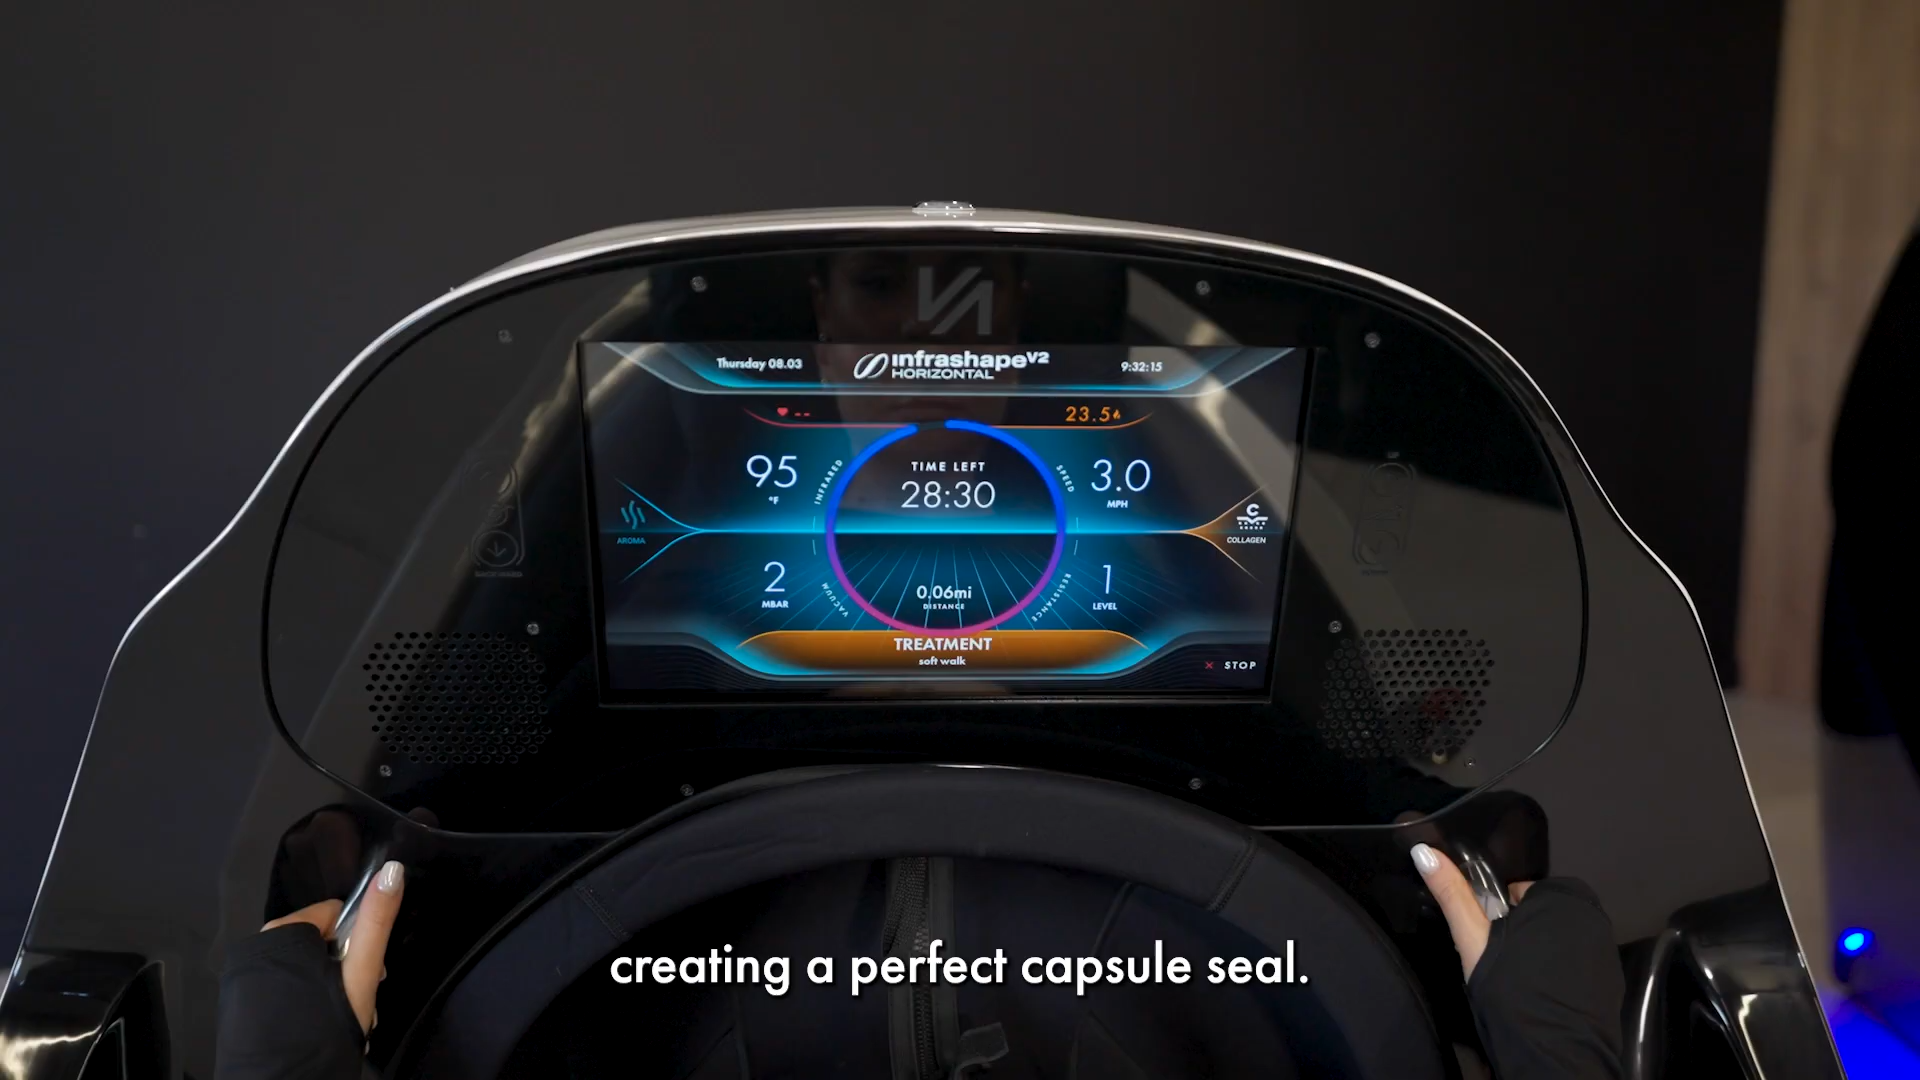 VA
Thursday 08.03
infrashape V2
HORIZONTAL
9:32:15
--
23.5
95
°F
INFRARED
TIME LEFT
28:30
SPEED
3.0
MPH
AROMA
COLLAGEN
2
MBAR
VACUUM
0.06mi
DISTANCE
RESISTANCE
1
LEVEL
TREATMENT
soft walk
× STOP
creating a perfect capsule seal.